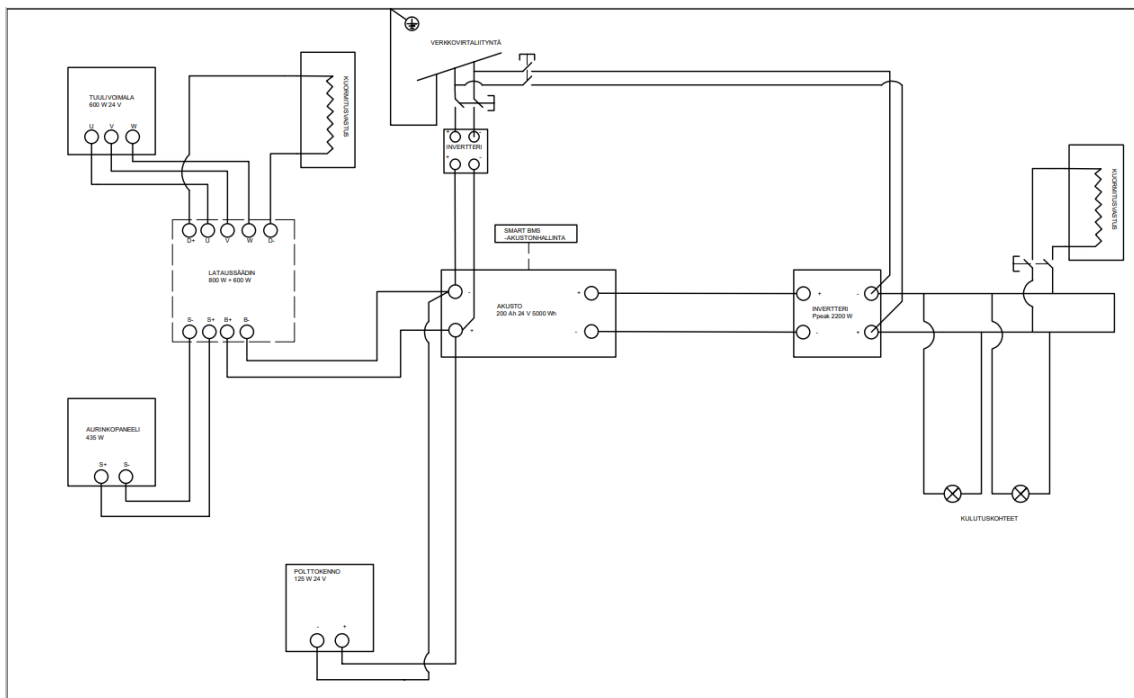 VERKKOVIRTALIITYNTÄ
TUULIVOIMALA
600 W 24 V
U V W
KUORMITUSVASTUS
+ -
INVERTTERI
+ -
KUORMITUSVASTUS
D+ U V W D-
LATAUSSÄÄDIN
800 W + 600 W
S- S+ B+ B-
SMART BMS
-AKUSTONHALLINTA
- +
AKUSTO
200 Ah 24 V 5000 Wh
+ -
+ -
INVERTTERI
Ppeak 2200 W
- +
AURINKOPANEELI
435 W
S+ S-
KULUTUSKOHTEET
POLTTOKENNO
125 W 24 V
- +